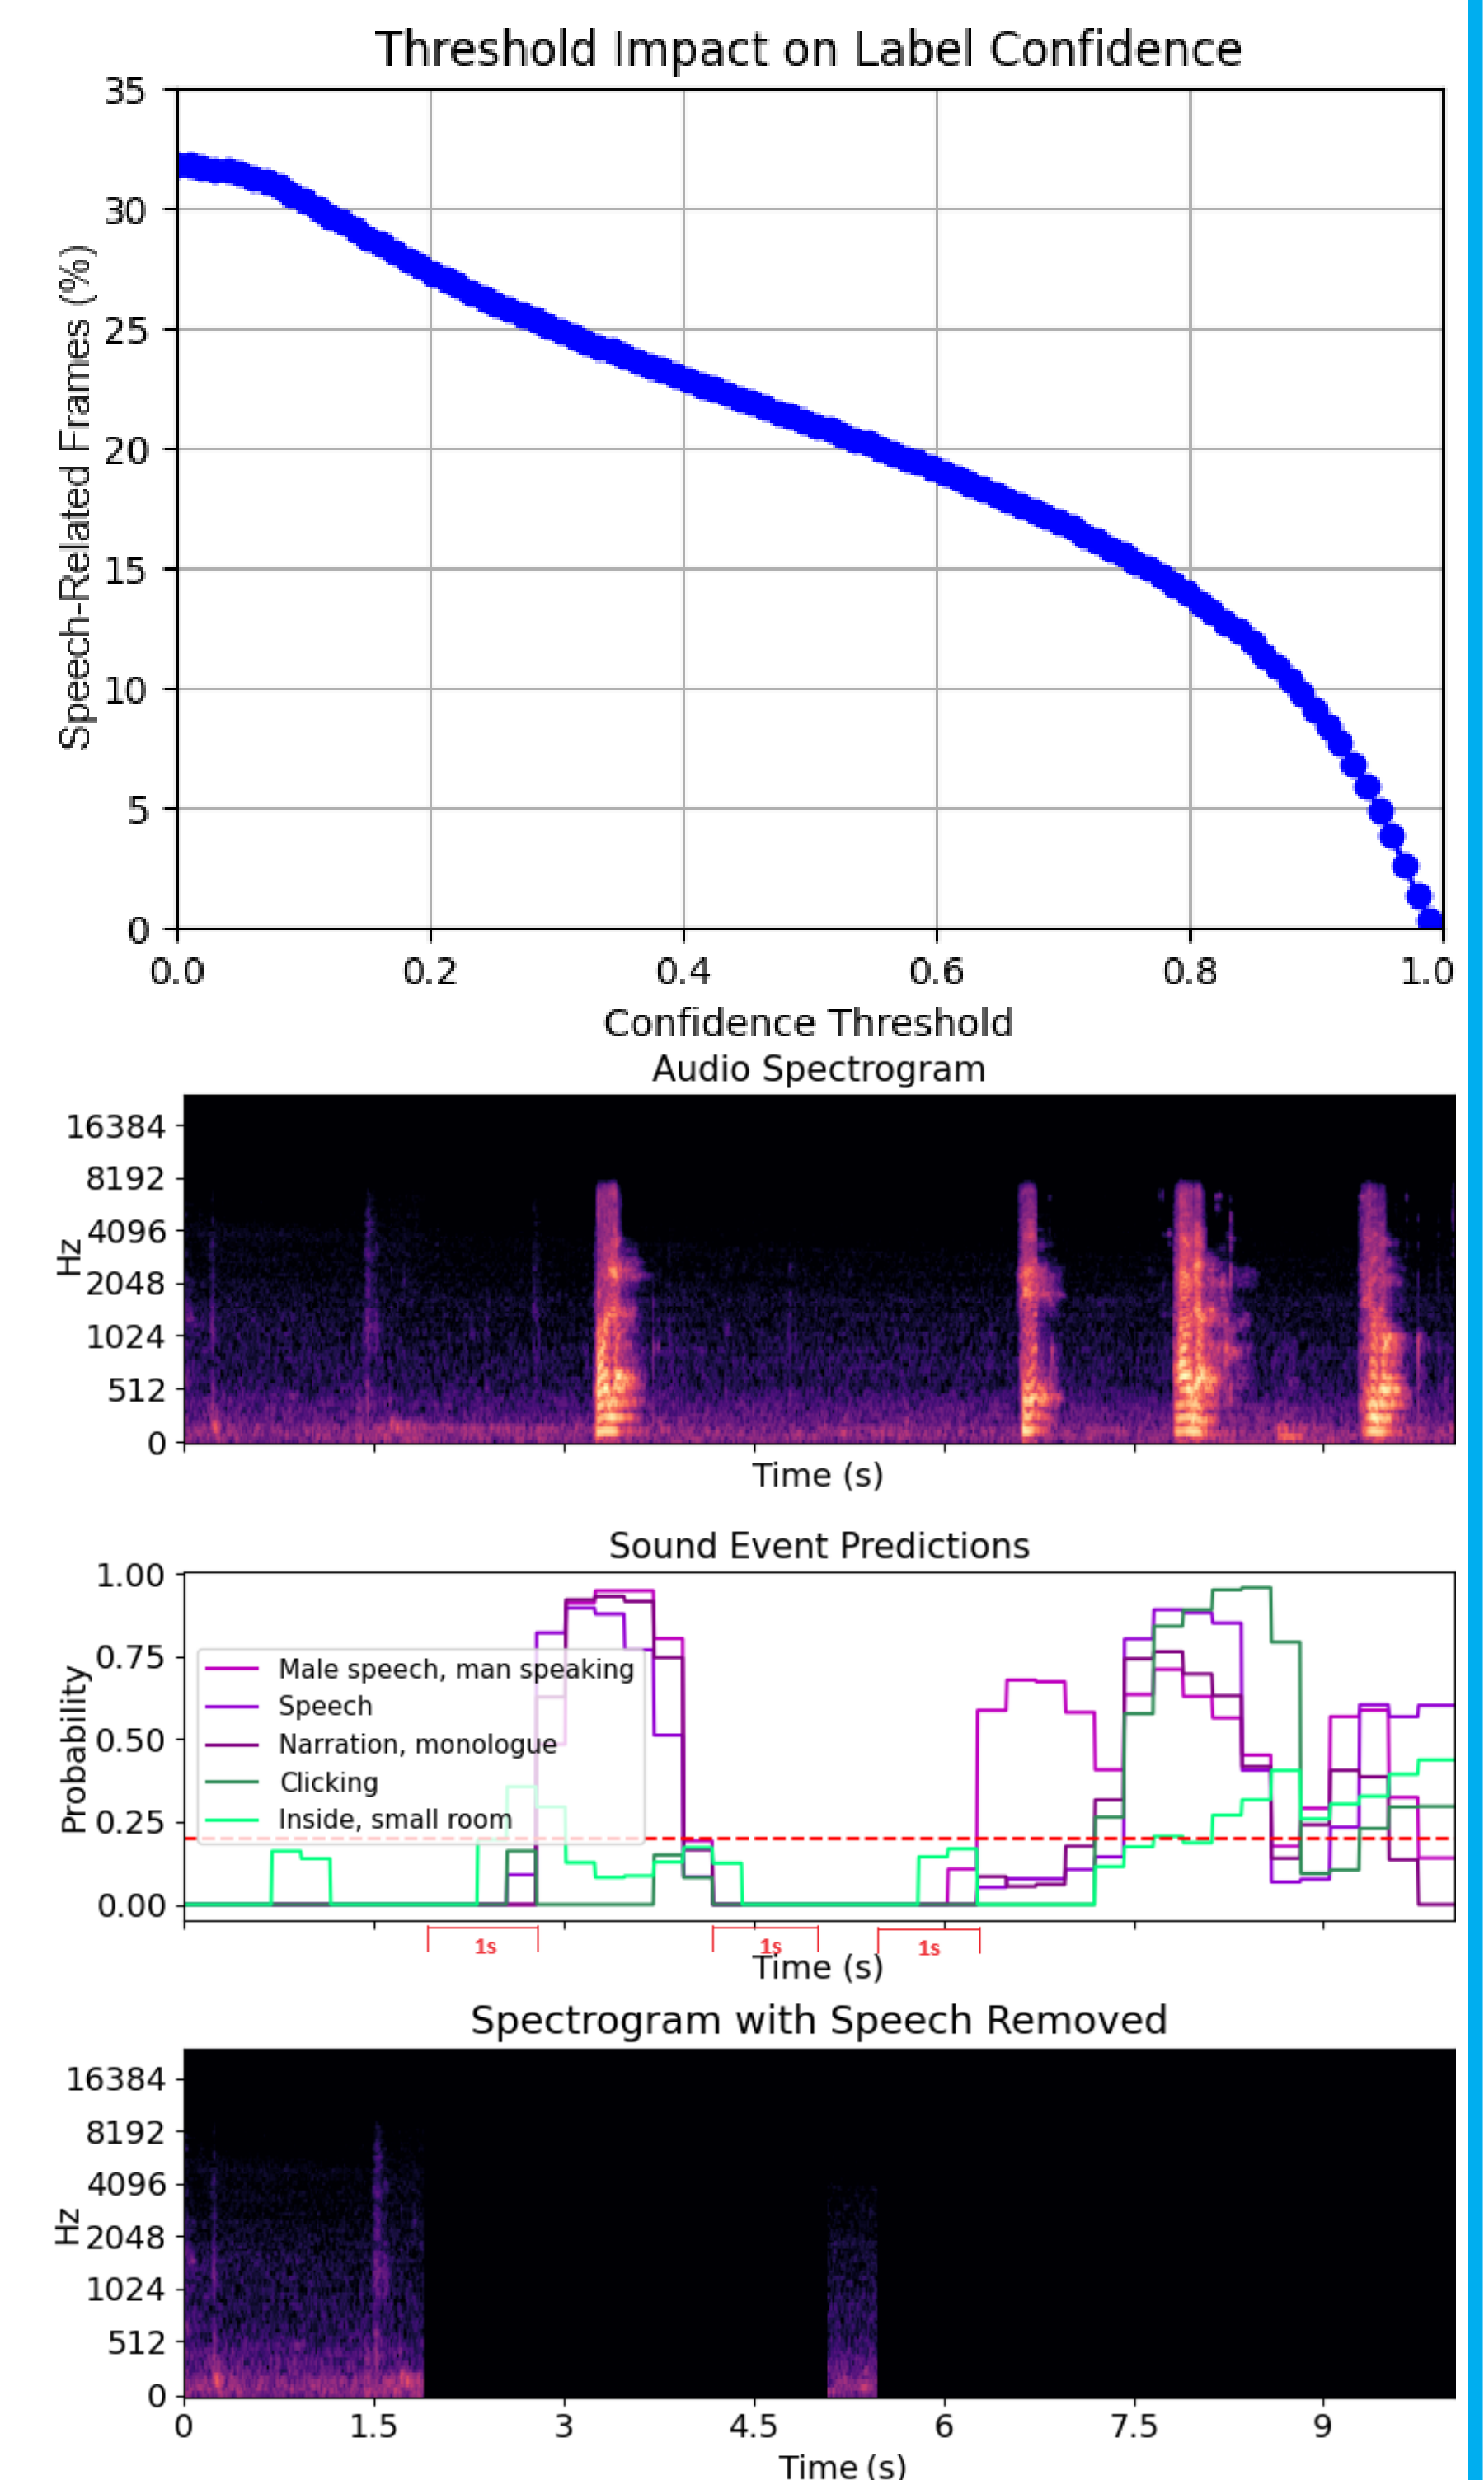 Threshold Impact on Label Confidence
35
30
25
20
15
10
5
0
Speech-Related Frames (%)
0.0 0.2 0.4 0.6 0.8 1.0
Confidence Threshold
Audio Spectrogram
16384
8192
4096
2048
1024
512
0
Hz
Time (s)
Sound Event Predictions
1.00
0.75
0.50
0.25
0.00
Probability
Male speech, man speaking
Speech
Narration, monologue
Clicking
Inside, small room
1s 1s 1s
Time (s)
Spectrogram with Speech Removed
16384
8192
4096
2048
1024
512
0
Hz
0 1.5 3 4.5 6 7.5 9
Time (s)